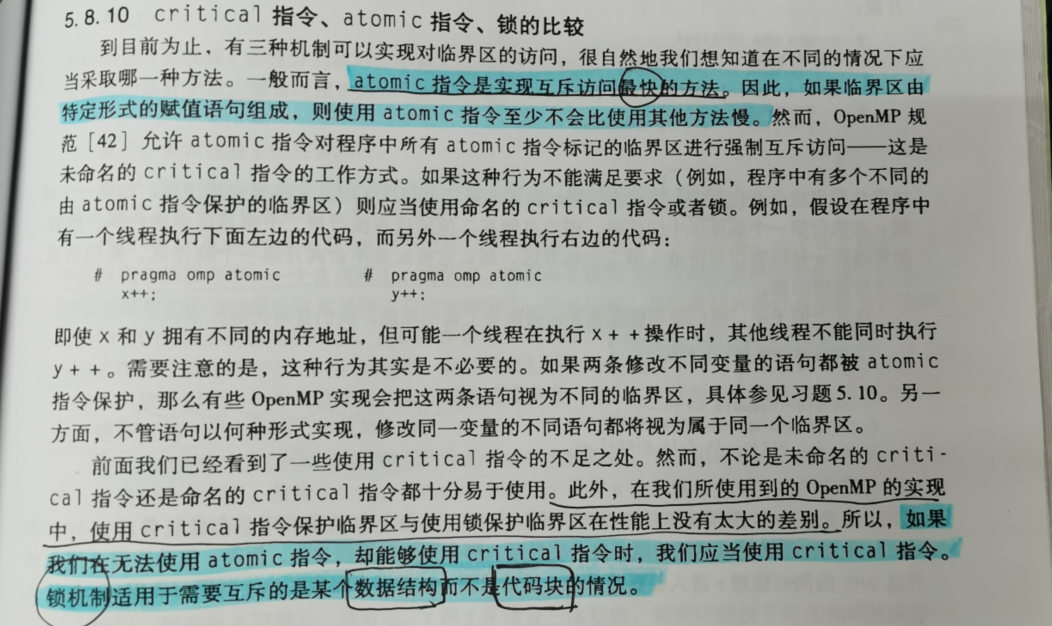 5.8.10 critical 指令、atomic 指令、锁的比较
到目前为止，有三种机制可以实现对临界区的访问，很自然地我们想知道在不同的情况下应
当采取哪一种方法。一般而言，atomic 指令是实现互斥访问最快的方法。因此，如果临界区由
特定形式的赋值语句组成，则使用 atomic 指令至少不会比使用其他方法慢。然而，OpenMP 规
范 [42] 允许 atomic 指令对程序中所有 atomic 指令标记的临界区进行强制互斥访问——这是
未命名的 critical 指令的工作方式。如果这种行为不能满足要求（例如，程序中有多个不同的
由 atomic 指令保护的临界区）则应当使用命名的 critical 指令或者锁。例如，假设在程序中
有一个线程执行下面左边的代码，而另外一个线程执行右边的代码：
# pragma omp atomic # pragma omp atomic
x++; y++;
即使 x 和 y 拥有不同的内存地址，但可能一个线程在执行 x + + 操作时，其他线程不能同时执行
y + + 。需要注意的是，这种行为其实是不必要的。如果两条修改不同变量的语句都被 atomic
指令保护，那么有些 OpenMP 实现会把这两条语句视为不同的临界区，具体参见习题 5.10。另一
方面，不管语句以何种形式实现，修改同一变量的不同语句都将视为属于同一个临界区。
前面我们已经看到了一些使用 critical 指令的不足之处。然而，不论是未命名的 criti-
cal 指令还是命名的 critical 指令都十分易于使用。此外，在我们所使用到的 OpenMP 的实现
中，使用 critical 指令保护临界区与使用锁保护临界区在性能上没有太大的差别。所以，如果
我们在无法使用 atomic 指令，却能够使用 critical 指令时，我们应当使用 critical 指令。
锁机制适用于需要互斥的是某个数据结构而不是代码块的情况。